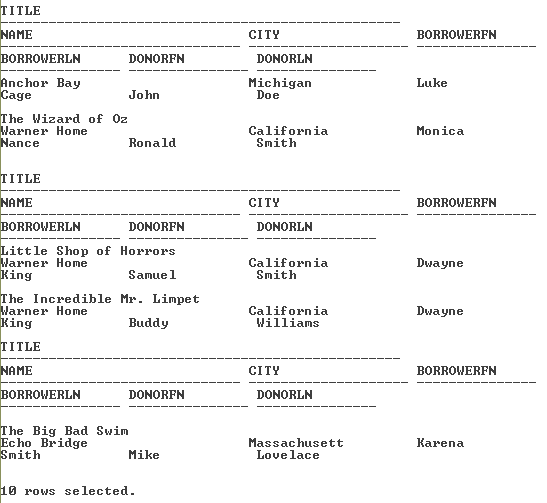 TITLE
NAME CITY BORROWERFN
BORROWERLN DONORFN DONORLN
Anchor Bay Michigan Luke
Cage John Doe
The Wizard of Oz
Warner Home California Monica
Nance Ronald Smith
TITLE
NAME CITY BORROWERFN
BORROWERLN DONORFN DONORLN
Little Shop of Horrors
Warner Home California Dwayne
King Samuel Smith
The Incredible Mr. Limpet
Warner Home California Dwayne
King Buddy Williams
TITLE
NAME CITY BORROWERFN
BORROWERLN DONORFN DONORLN
The Big Bad Swim
Echo Bridge Massachusett Karena
Smith Mike Lovelace
10 rows selected.